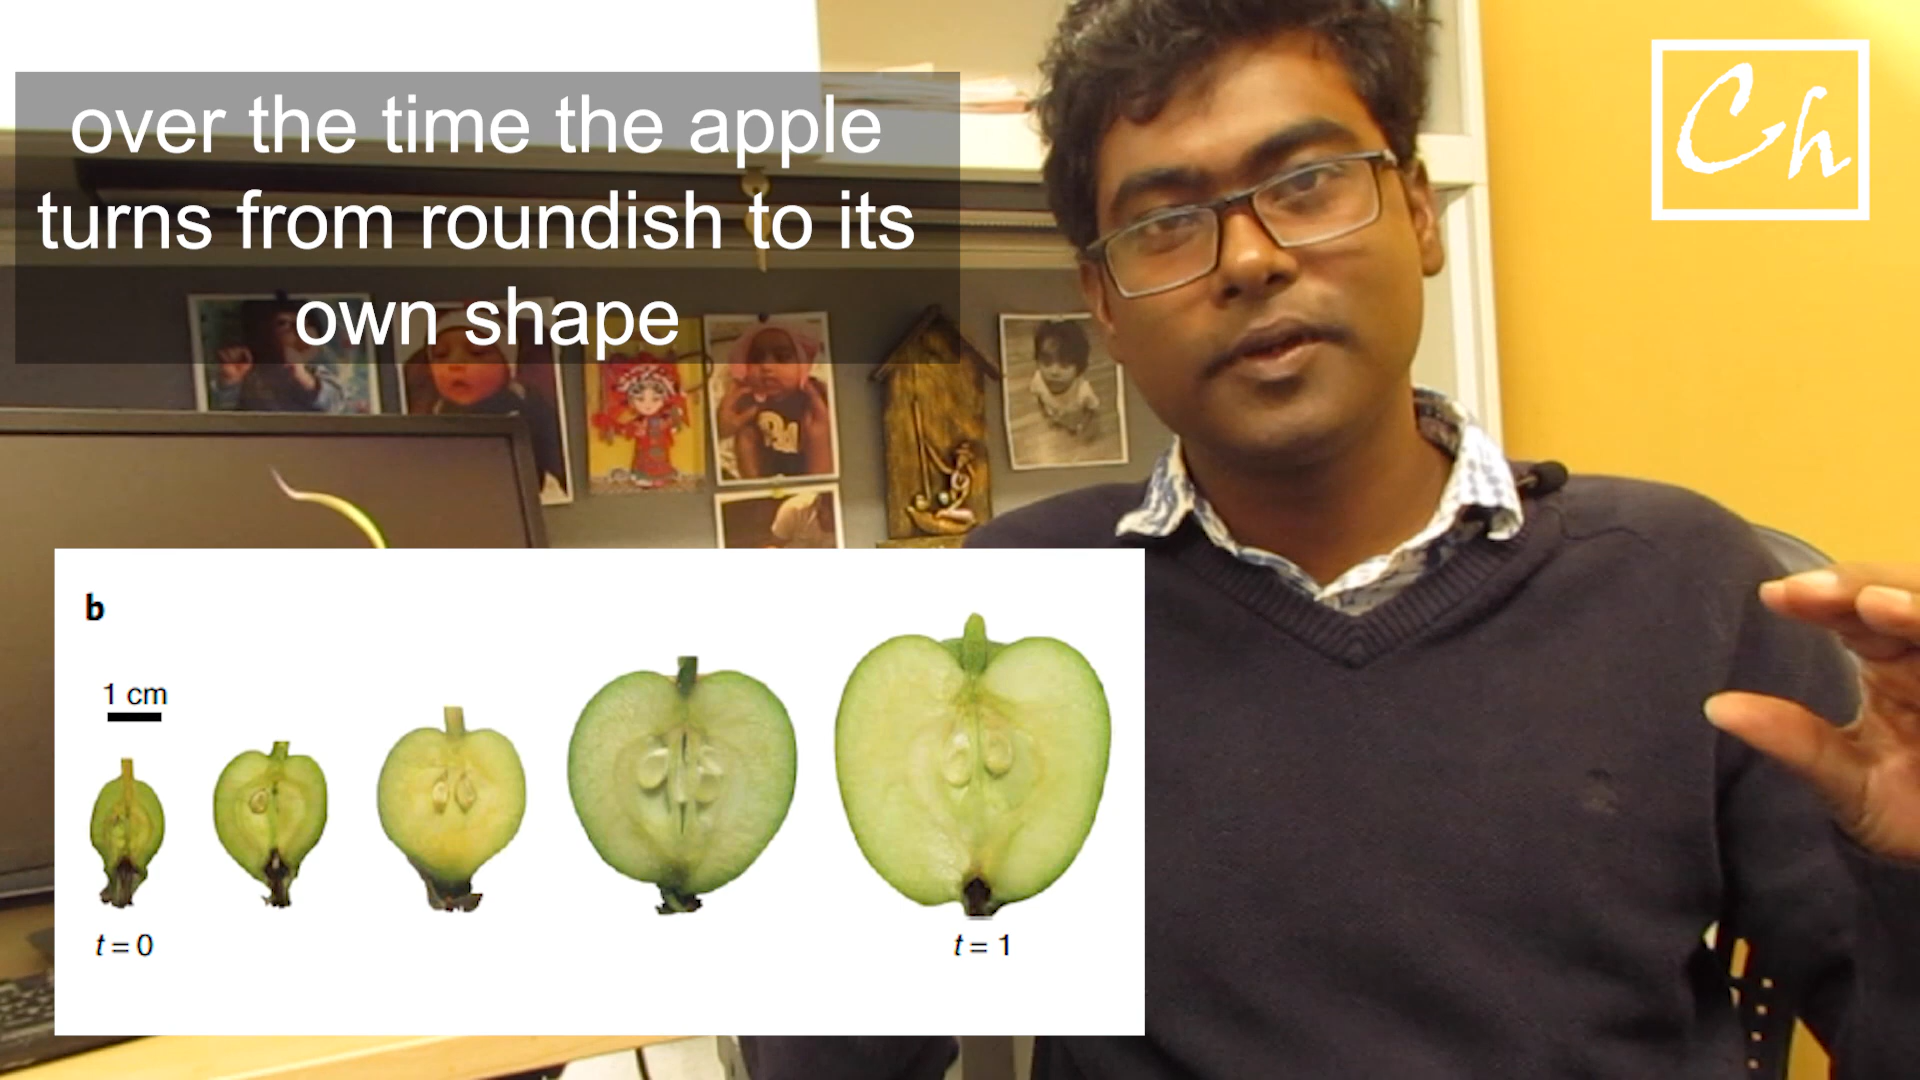 over the time the apple
turns from roundish to its
own shape
Ch
b
1 cm
t = 0
t = 1